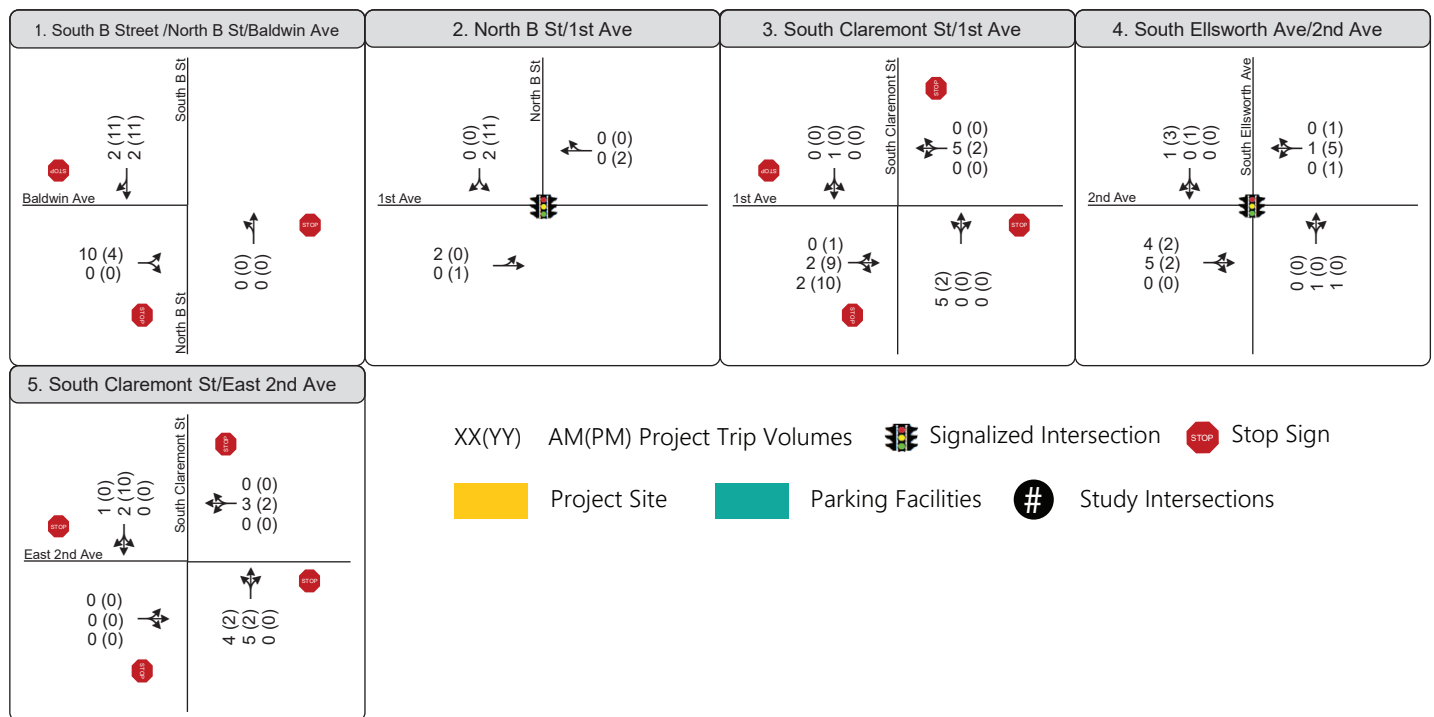 1. South B Street /North B St/Baldwin Ave
South B St
2 (11)
2 (11)
STOP
Baldwin Ave
10 (4)
0 (0)
0 (0)
0 (0)
STOP
STOP
North B St
2. North B St/1st Ave
North B St
0 (0)
2 (11)
0 (0)
0 (2)
1st Ave
2 (0)
0 (1)
3. South Claremont St/1st Ave
South Claremont St
STOP
0 (0)
1 (0)
0 (0)
0 (0)
5 (2)
0 (0)
STOP
1st Ave
0 (1)
2 (9)
2 (10)
STOP
5 (2)
0 (0)
0 (0)
STOP
4. South Ellsworth Ave/2nd Ave
South Ellsworth Ave
1 (3)
0 (1)
0 (0)
0 (1)
1 (5)
0 (1)
2nd Ave
4 (2)
5 (2)
0 (0)
0 (0)
1 (0)
1 (0)
5. South Claremont St/East 2nd Ave
South Claremont St
STOP
1 (0)
2 (10)
0 (0)
0 (0)
3 (2)
0 (0)
STOP
East 2nd Ave
0 (0)
0 (0)
0 (0)
STOP
4 (2)
5 (2)
0 (0)
STOP
XX(YY) AM(PM) Project Trip Volumes
Signalized Intersection
STOP
Stop Sign
Project Site
Parking Facilities
#
Study Intersections